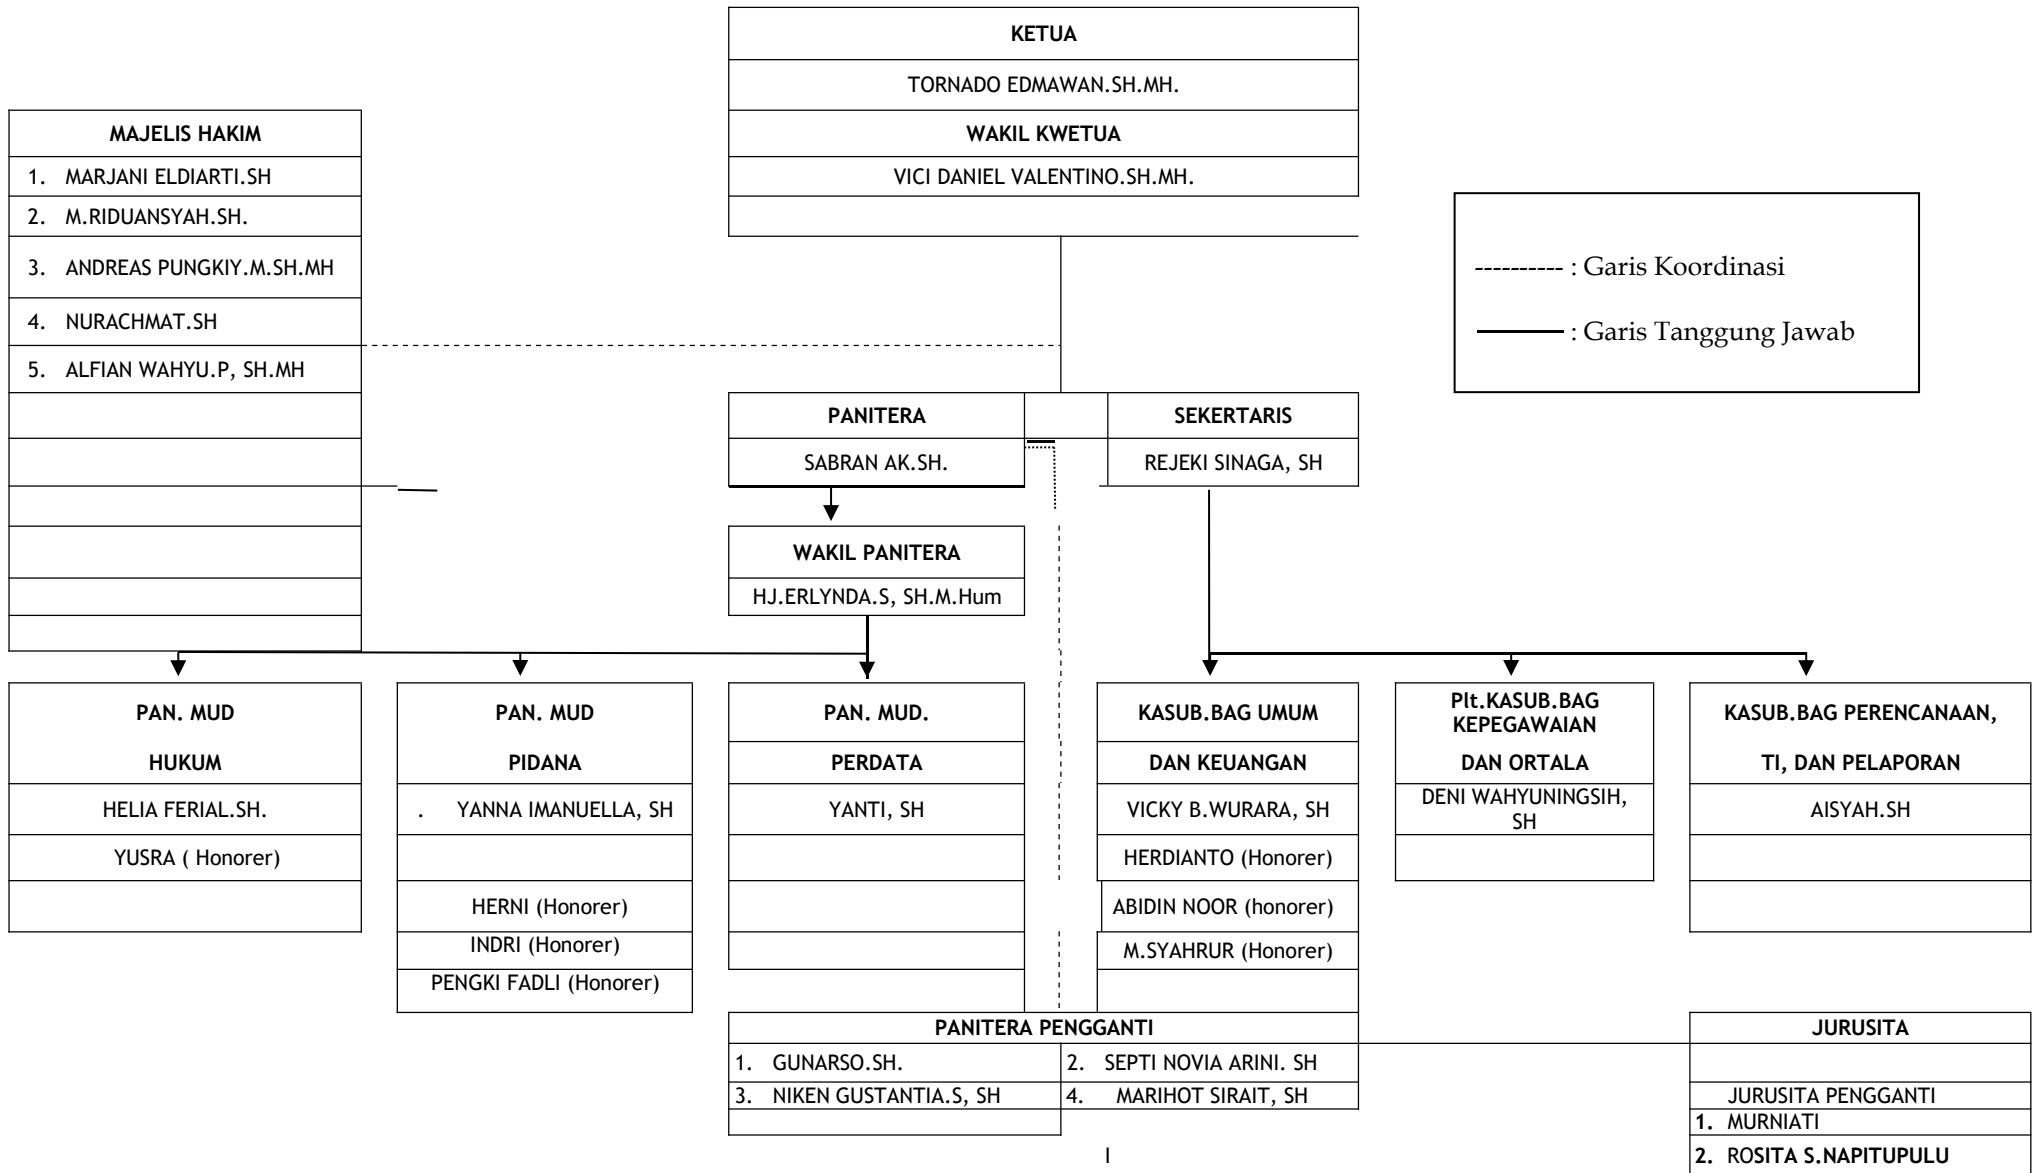 KETUA
TORNADO EDMAWAN.SH.MH.
WAKIL KWETUA
VICI DANIEL VALENTINO.SH.MH.
MAJELIS HAKIM
1. MARJANI ELDIARTI.SH
2. M.RIDUANSYAH.SH.
3. ANDREAS PUNGKIY.M.SH.MH
4. NURACHMAT.SH
5. ALFIAN WAHYU.P, SH.MH
---------- : Garis Koordinasi
: Garis Tanggung Jawab
PANITERA
SABRAN AK.SH.
SEKERTARIS
REJEKI SINAGA, SH
WAKIL PANITERA
HJ.ERLYNDA.S, SH.M.Hum
PAN. MUD
HUKUM
HELIA FERIAL.SH.
YUSRA ( Honorer)
PAN. MUD
PIDANA
. YANNA IMANUELLA, SH
HERNI (Honorer)
INDRI (Honorer)
PENGKI FADLI (Honorer)
PAN. MUD.
PERDATA
YANTI, SH
KASUB.BAG UMUM
DAN KEUANGAN
VICKY B.WURARA, SH
HERDIANTO (Honorer)
ABIDIN NOOR (honorer)
M.SYAHRUR (Honorer)
Plt.KASUB.BAG
KEPEGAWAIAN
DAN ORTALA
DENI WAHYUNINGSIH,
SH
KASUB.BAG PERENCANAAN,
TI, DAN PELAPORAN
AISYAH.SH
PANITERA PENGGANTI
1. GUNARSO.SH.
2. SEPTI NOVIA ARINI. SH
3. NIKEN GUSTANTIA.S, SH
4. MARIHOT SIRAIT, SH
I
JURUSITA
JURUSITA PENGGANTI
1. MURNIATI
2. ROSITA S.NAPITUPULU